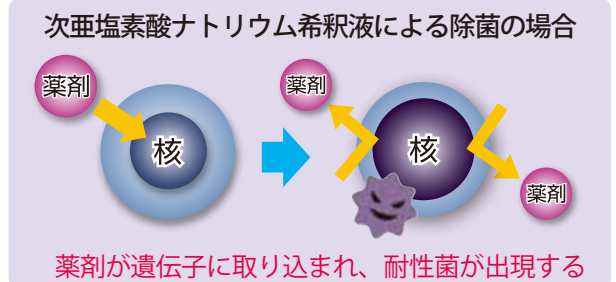 次亜塩素酸ナトリウム希釈液による除菌の場合
薬剤
核
薬剤
核
薬剤
薬剤が遺伝子に取り込まれ、耐性菌が出現する